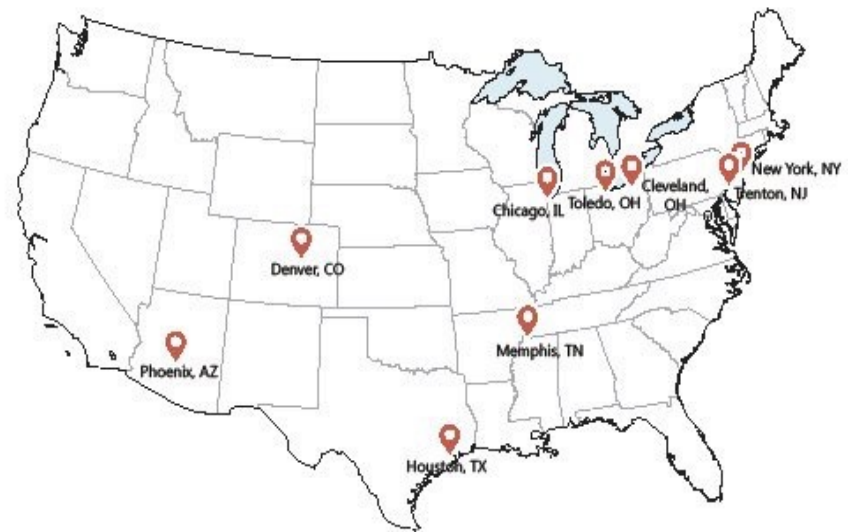 New York, NY
Trenton, NJ
Cleveland,
OH
Toledo, OH
Chicago, IL
Denver, CO
Memphis, TN
Phoenix, AZ
Houston, TX